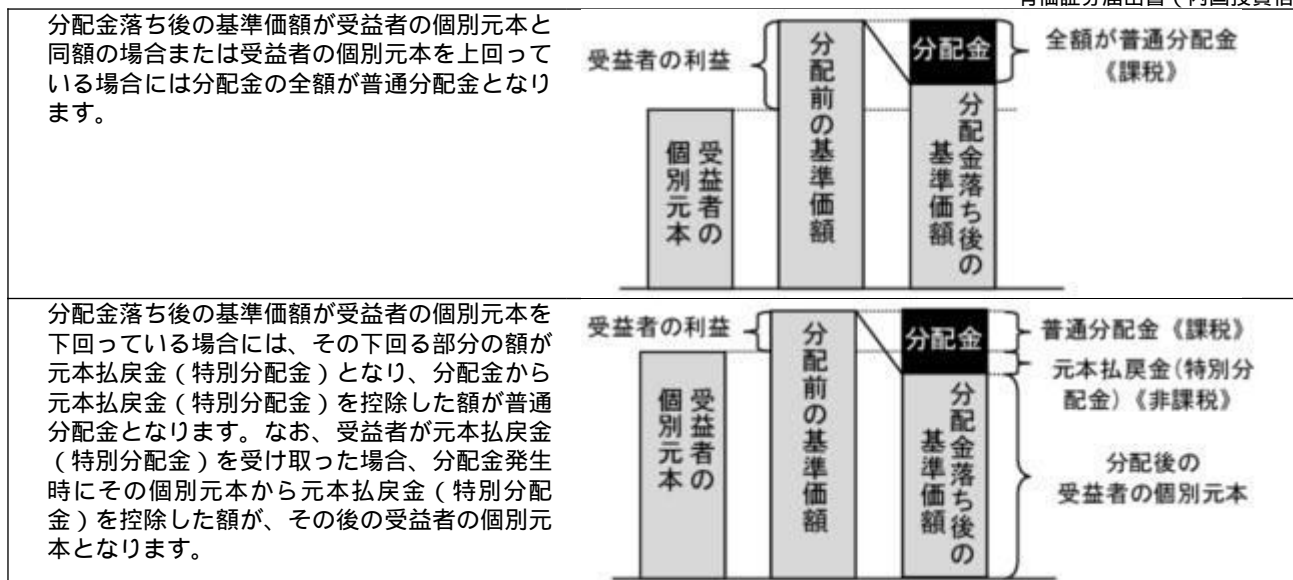 分配金落ち後の基準価額が受益者の個別元本と
同額の場合または受益者の個別元本を上回って
いる場合には分配金の全額が普通分配金となり
ます。
受益者の利益
受益者の
個別元本
分配前の基準価額
分配金
分配金落ち後の
基準価額
全額が普通分配金
《課税》
分配金落ち後の基準価額が受益者の個別元本を
下回っている場合には、その下回る部分の額が
元本払戻金（特別分配金）となり、分配金から
元本払戻金（特別分配金）を控除した額が普通
分配金となります。なお、受益者が元本払戻金
（特別分配金）を受け取った場合、分配金発生
時にその個別元本から元本払戻金（特別分配
金）を控除した額が、その後の受益者の個別元
本となります。
受益者の利益
受益者の
個別元本
分配前の基準価額
分配金
分配金落ち後の
基準価額
普通分配金《課税》
元本払戻金(特別分
配金)《非課税》
分配後の
受益者の個別元本